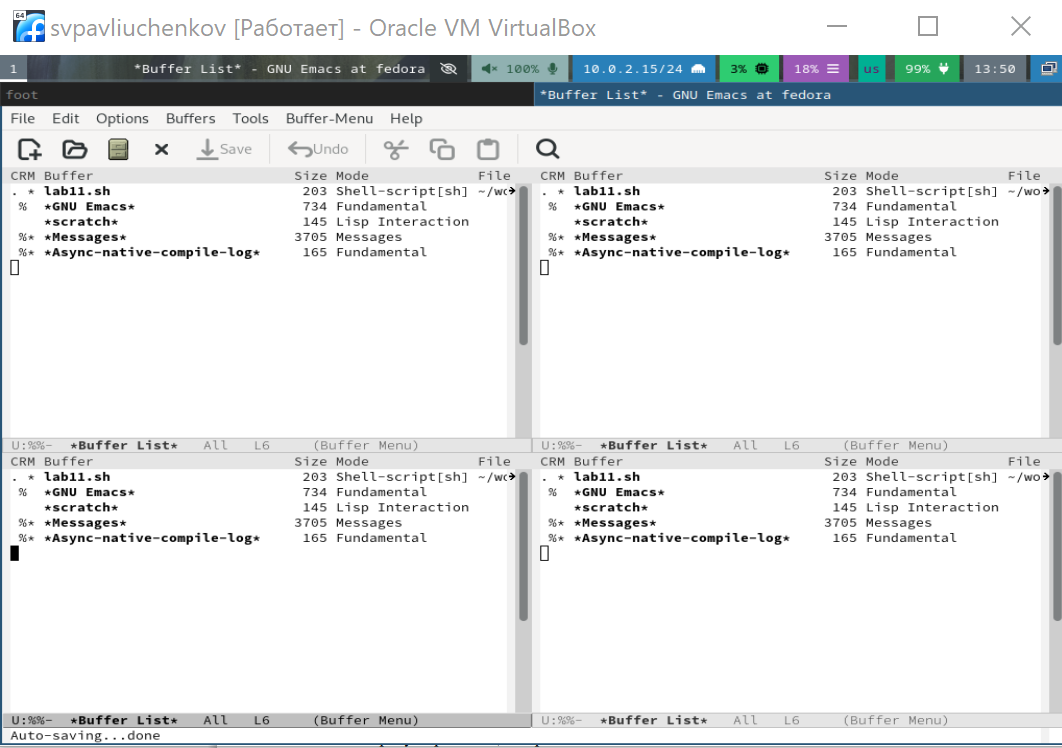 64 svpavliuchenkov [Работает] - Oracle VM VirtualBox
1 *Buffer List* - GNU Emacs at fedora 100% 10.0.2.15/24 3% 18% us 99% 13:50
foot *Buffer List* - GNU Emacs at fedora
File Edit Options Buffers Tools Buffer-Menu Help
Save Undo
CRM Buffer Size Mode File
. * lab11.sh 203 Shell-script[sh] ~/wo
% *GNU Emacs* 734 Fundamental
*scratch* 145 Lisp Interaction
%* *Messages* 3705 Messages
%* *Async-native-compile-log* 165 Fundamental
U:%%- *Buffer List* All L6 (Buffer Menu)
CRM Buffer Size Mode File
. * lab11.sh 203 Shell-script[sh] ~/wo
% *GNU Emacs* 734 Fundamental
*scratch* 145 Lisp Interaction
%* *Messages* 3705 Messages
%* *Async-native-compile-log* 165 Fundamental
U:%%- *Buffer List* All L6 (Buffer Menu)
CRM Buffer Size Mode File
. * lab11.sh 203 Shell-script[sh] ~/wo
% *GNU Emacs* 734 Fundamental
*scratch* 145 Lisp Interaction
%* *Messages* 3705 Messages
%* *Async-native-compile-log* 165 Fundamental
U:%%- *Buffer List* All L6 (Buffer Menu)
CRM Buffer Size Mode File
. * lab11.sh 203 Shell-script[sh] ~/wo
% *GNU Emacs* 734 Fundamental
*scratch* 145 Lisp Interaction
%* *Messages* 3705 Messages
%* *Async-native-compile-log* 165 Fundamental
U:%%- *Buffer List* All L6 (Buffer Menu)
Auto-saving...done